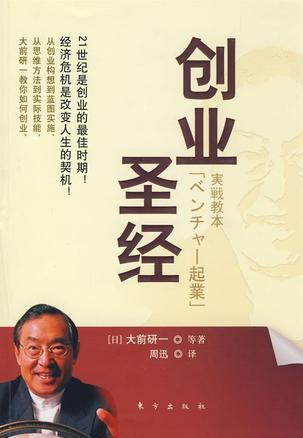 21世纪是创业的最佳时期！
经济危机是改变人生的契机！
从创业构想到蓝图实施，
从思维方法到实际技能，
大前研一教你如何创业。
创业
圣经
実戦教本
「ベンチャー起業」
［日］大前研一◎等著
周迅◎译
东方出版社